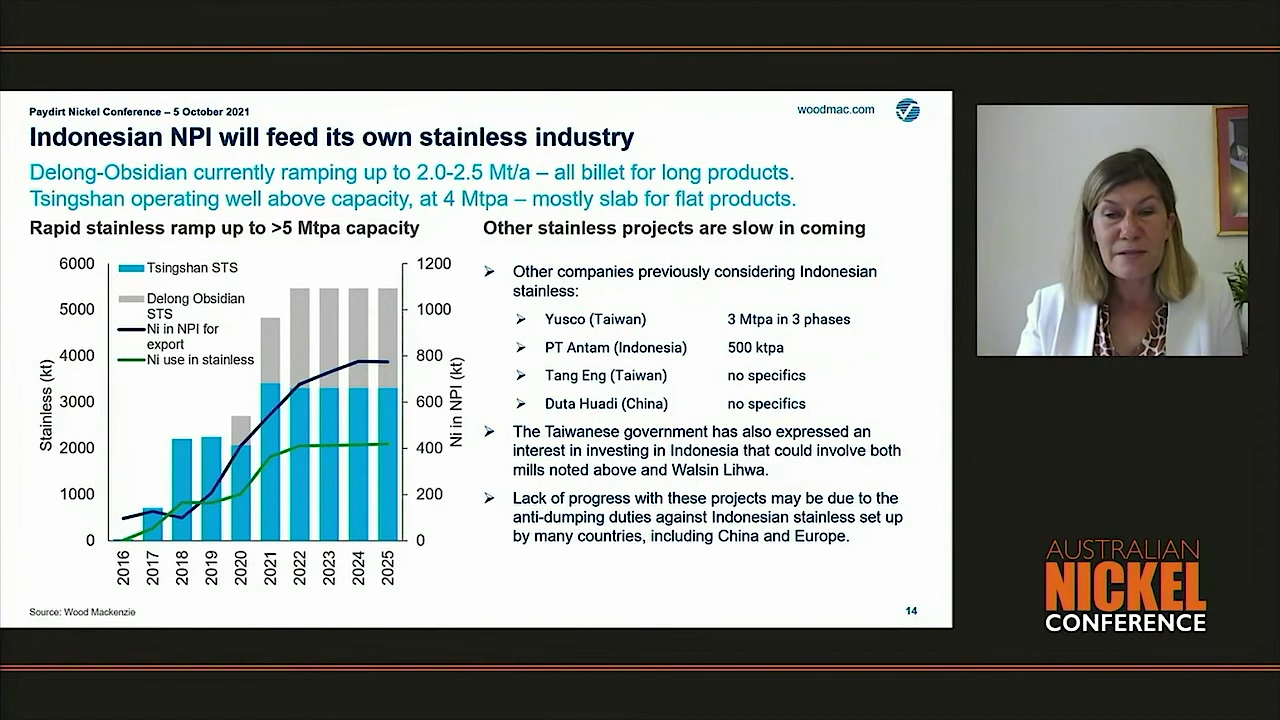 Paydirt Nickel Conference – 5 October 2021
woodmac.com
Indonesian NPI will feed its own stainless industry
Delong-Obsidian currently ramping up to 2.0-2.5 Mt/a – all billet for long products.
Tsingshan operating well above capacity, at 4 Mtpa – mostly slab for flat products.
Rapid stainless ramp up to >5 Mtpa capacity
6000
5000
4000
3000
2000
1000
0
Stainless (kt)
Tsingshan STS
Delong Obsidian
STS
Ni in NPI for
export
Ni use in stainless
1200
1000
800
600
400
200
0
Ni in NPI (kt)
2016
2017
2018
2019
2020
2021
2022
2023
2024
2025
Other stainless projects are slow in coming
Other companies previously considering Indonesian
stainless:
Yusco (Taiwan) 3 Mtpa in 3 phases
PT Antam (Indonesia) 500 ktpa
Tang Eng (Taiwan) no specifics
Duta Huadi (China) no specifics
The Taiwanese government has also expressed an
interest in investing in Indonesia that could involve both
mills noted above and Walsin Lihwa.
Lack of progress with these projects may be due to the
anti-dumping duties against Indonesian stainless set up
by many countries, including China and Europe.
Source: Wood Mackenzie
14
AUSTRALIAN
NICKEL
CONFERENCE